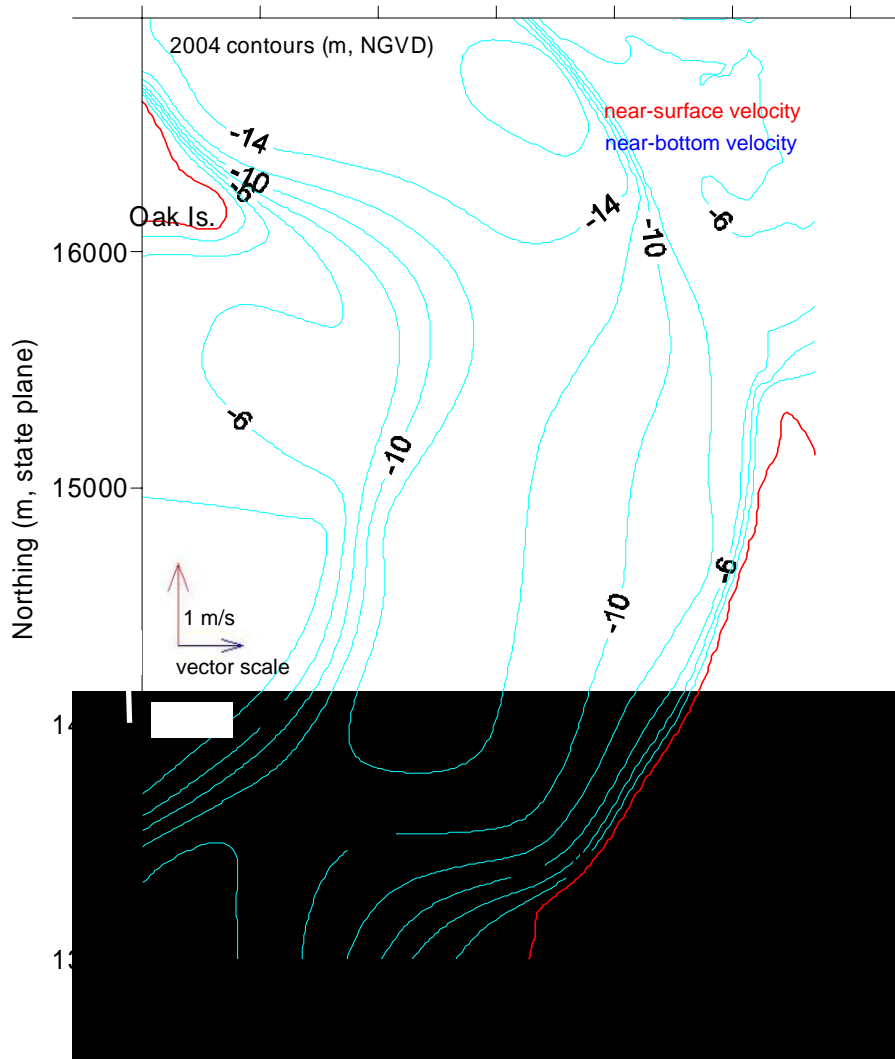 2004 contours (m, NGVD)
near-surface velocity
near-bottom velocity
-14
-10
-6
Oak Is.
-14
-10
-6
16000
-6
-10
15000
-6
-10
Northing (m, state plane)
1 m/s
vector scale